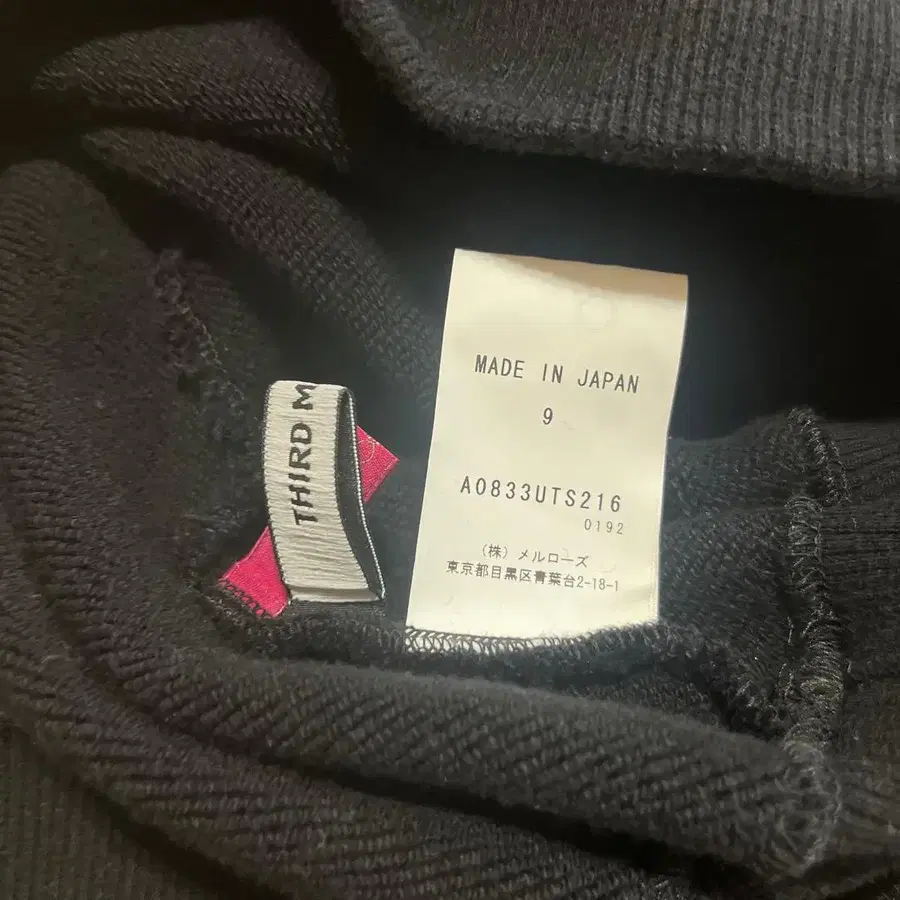 THIRD M
MADE IN JAPAN
9
A0833UTS216
0192
(株) メルローズ
東京都目黒区青葉台2-18-1